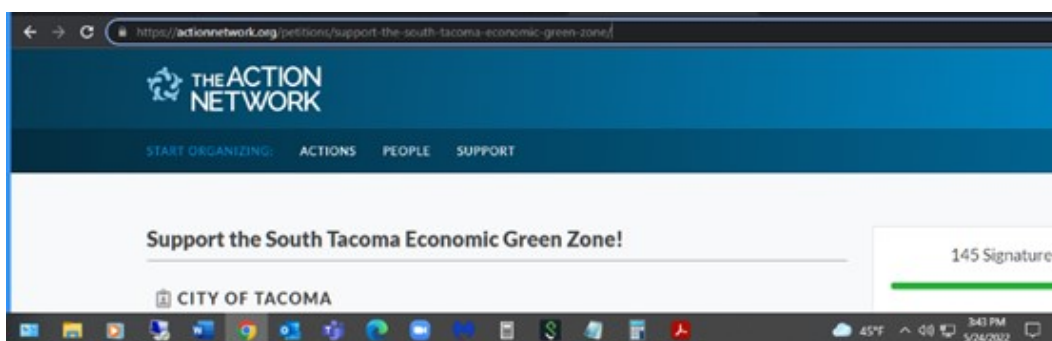 https://actionnetwork.org/petitions/support-the-south-tacoma-economic-green-zone/
THE ACTION
NETWORK
START ORGANIZING: ACTIONS PEOPLE SUPPORT
Support the South Tacoma Economic Green Zone!
145 Signature
CITY OF TACOMA
45°F 3:43 PM
5/24/2022